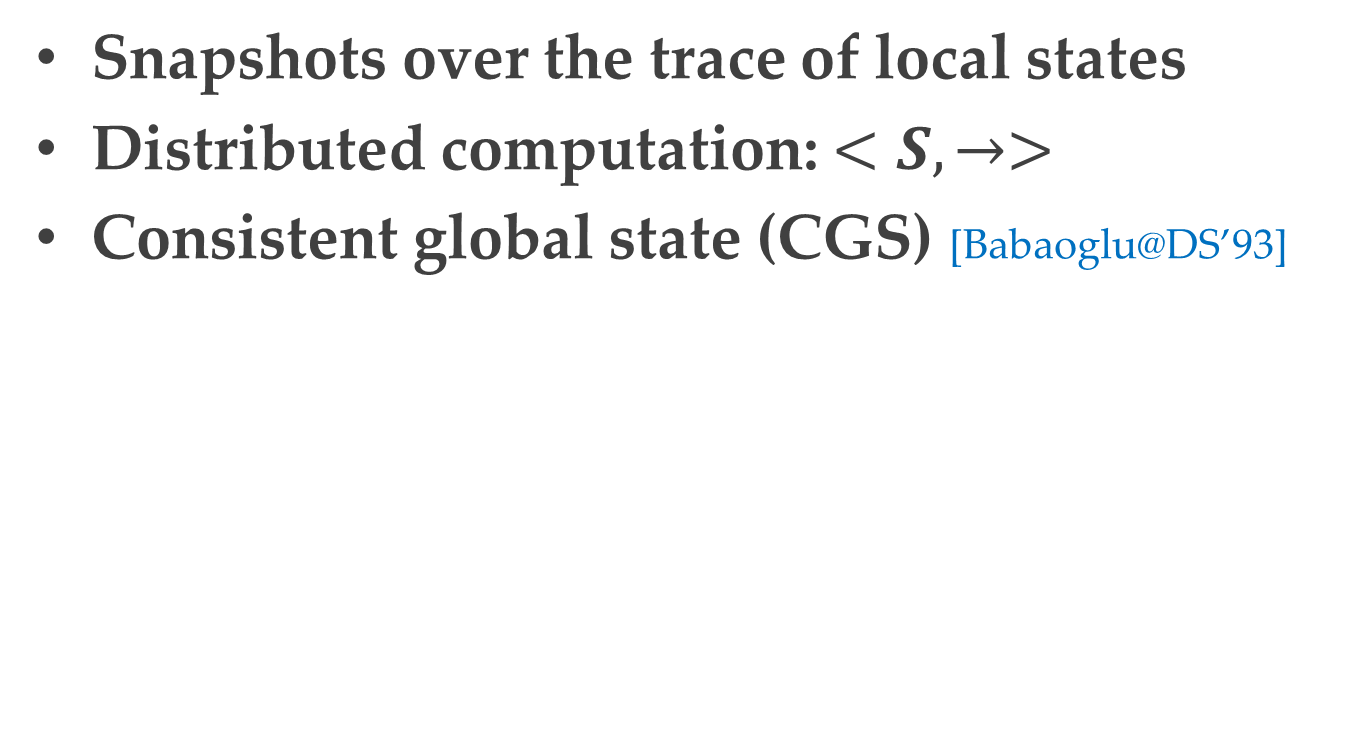 • Snapshots over the trace of local states
• Distributed computation: < S, →>
• Consistent global state (CGS) [Babaoglu@DS’93]